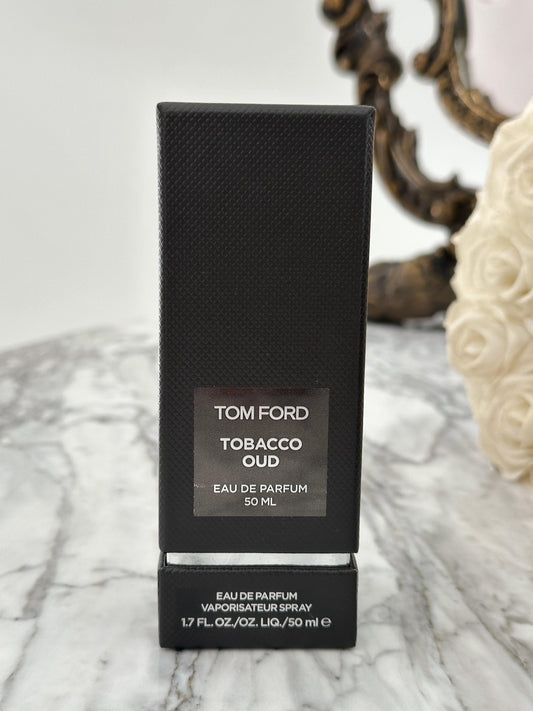 TOM FORD
TOBACCO
OUD
EAU DE PARFUM
50 ML
EAU DE PARFUM
VAPORISATEUR SPRAY
1.7 FL. OZ./OZ. LIQ./50 ml ℮